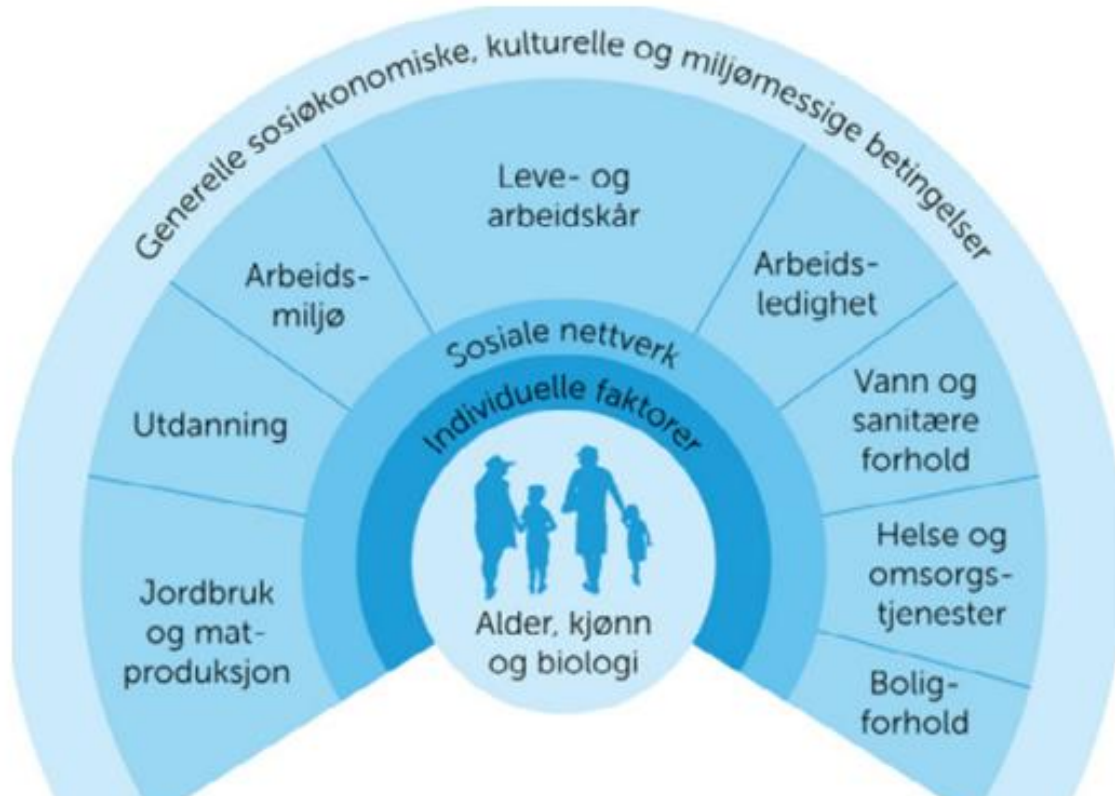 Generelle sosiøkonomiske, kulturelle og miljømessige betingelser
Leve- og
arbeidskår
Arbeids-
miljø
Arbeids-
ledighet
Utdanning
Vann og
sanitære
forhold
Jordbruk
og mat-
produksjon
Helse og
omsorgs-
tjenester
Bolig-
forhold
Sosiale nettverk
Individuelle faktorer
Alder, kjønn
og biologi